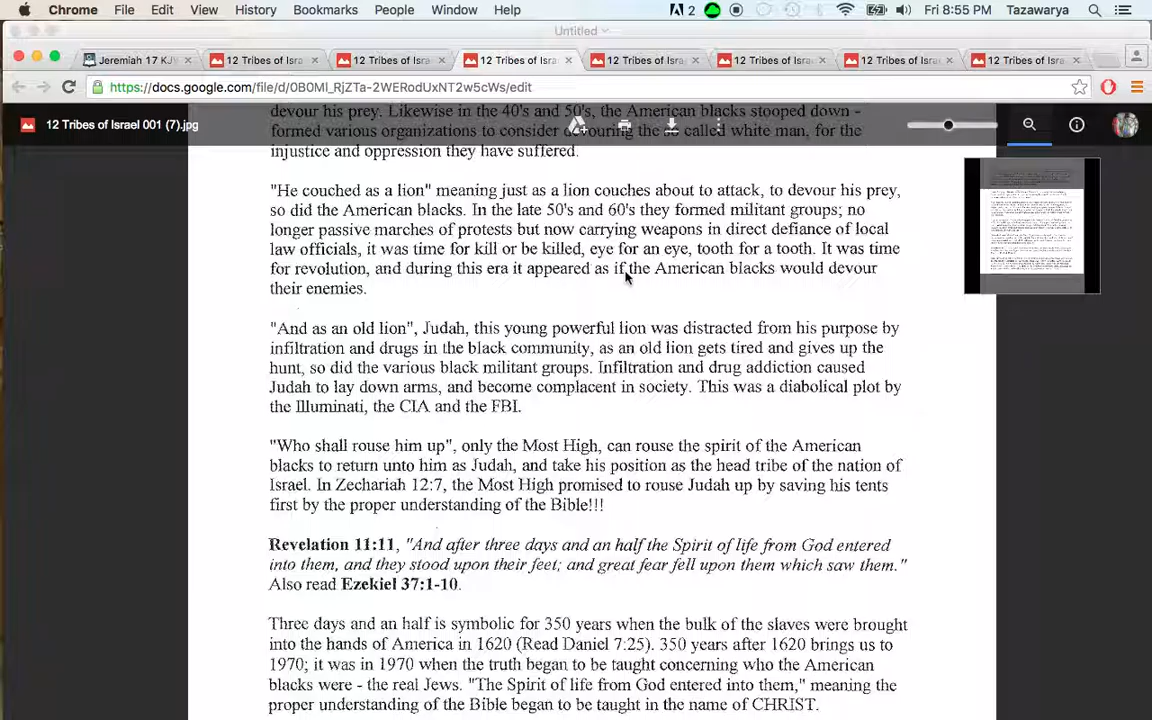 Chrome File Edit View History Bookmarks People Window Help 2 Fri 8:55 PM Tazawarya
Untitled
Jeremiah 17 KJV 12 Tribes of Isra 12 Tribes of Isra 12 Tribes of Isra 12 Tribes of Isra 12 Tribes of Isra 12 Tribes of Isra 12 Tribes of Isra
https://docs.google.com/file/d/0B0Ml_RjZTa-2WERodUxNT2w5cWs/edit
12 Tribes of Israel 001 (7).jpg
devour his prey. Likewise in the 40's and 50's, the American blacks stooped down -
formed various organizations to consider devouring the so called white man, for the
injustice and oppression they have suffered.
"He couched as a lion" meaning just as a lion couches about to attack, to devour his prey,
so did the American blacks. In the late 50's and 60's they formed militant groups; no
longer passive marches of protests but now carrying weapons in direct defiance of local
law officials, it was time for kill or be killed, eye for an eye, tooth for a tooth. It was time
for revolution, and during this era it appeared as if the American blacks would devour
their enemies.
"And as an old lion", Judah, this young powerful lion was distracted from his purpose by
infiltration and drugs in the black community, as an old lion gets tired and gives up the
hunt, so did the various black militant groups. Infiltration and drug addiction caused
Judah to lay down arms, and become complacent in society. This was a diabolical plot by
the Illuminati, the CIA and the FBI.
"Who shall rouse him up", only the Most High, can rouse the spirit of the American
blacks to return unto him as Judah, and take his position as the head tribe of the nation of
Israel. In Zechariah 12:7, the Most High promised to rouse Judah up by saving his tents
first by the proper understanding of the Bible!!!
Revelation 11:11, "And after three days and an half the Spirit of life from God entered
into them, and they stood upon their feet; and great fear fell upon them which saw them."
Also read Ezekiel 37:1-10.
Three days and an half is symbolic for 350 years when the bulk of the slaves were brought
into the hands of America in 1620 (Read Daniel 7:25). 350 years after 1620 brings us to
1970; it was in 1970 when the truth began to be taught concerning who the American
blacks were - the real Jews. "The Spirit of life from God entered into them," meaning the
proper understanding of the Bible began to be taught in the name of CHRIST.